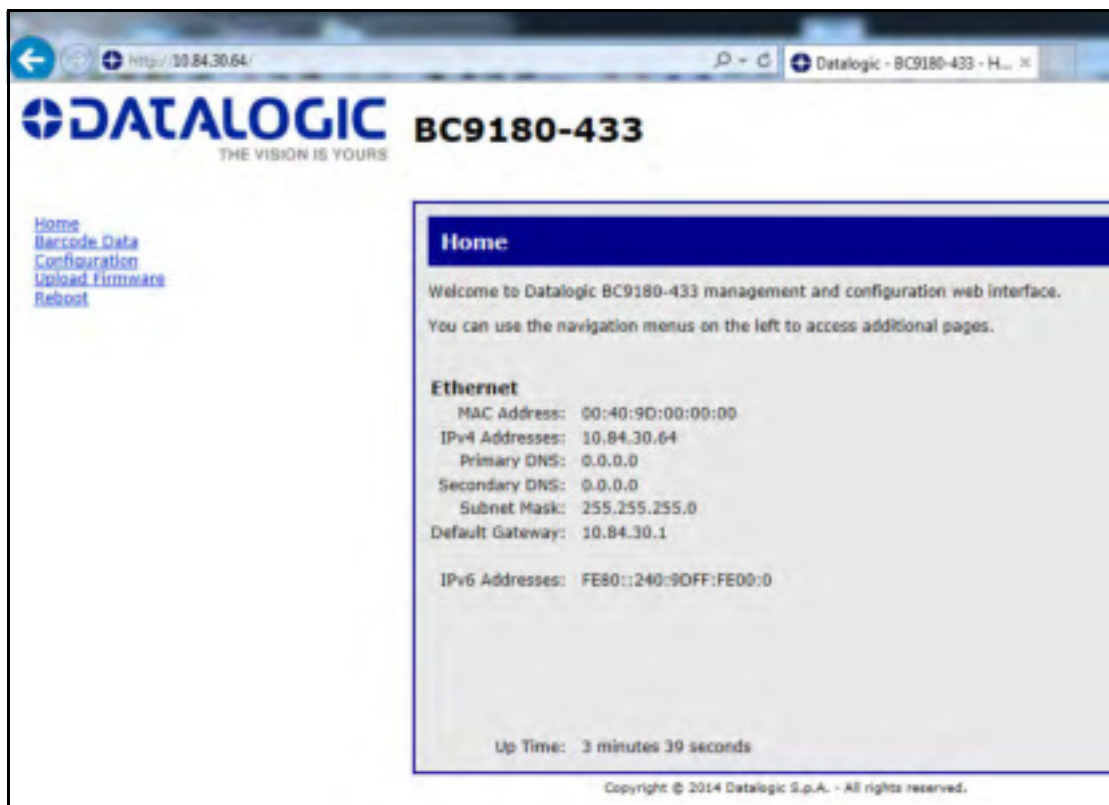 http://10.84.30.64/
Datalogic - BC9180-433 - H...
DATALOGIC
THE VISION IS YOURS
BC9180-433
Home
Barcode Data
Configuration
Upload Firmware
Reboot
Home
Welcome to Datalogic BC9180-433 management and configuration web interface.
You can use the navigation menus on the left to access additional pages.
Ethernet
MAC Address: 00:40:9D:00:00:00
IPv4 Addresses: 10.84.30.64
Primary DNS: 0.0.0.0
Secondary DNS: 0.0.0.0
Subnet Mask: 255.255.255.0
Default Gateway: 10.84.30.1
IPv6 Addresses: FE80::240:9DFF:FE00:0
Up Time: 3 minutes 39 seconds
Copyright © 2014 Datalogic S.p.A. - All rights reserved.